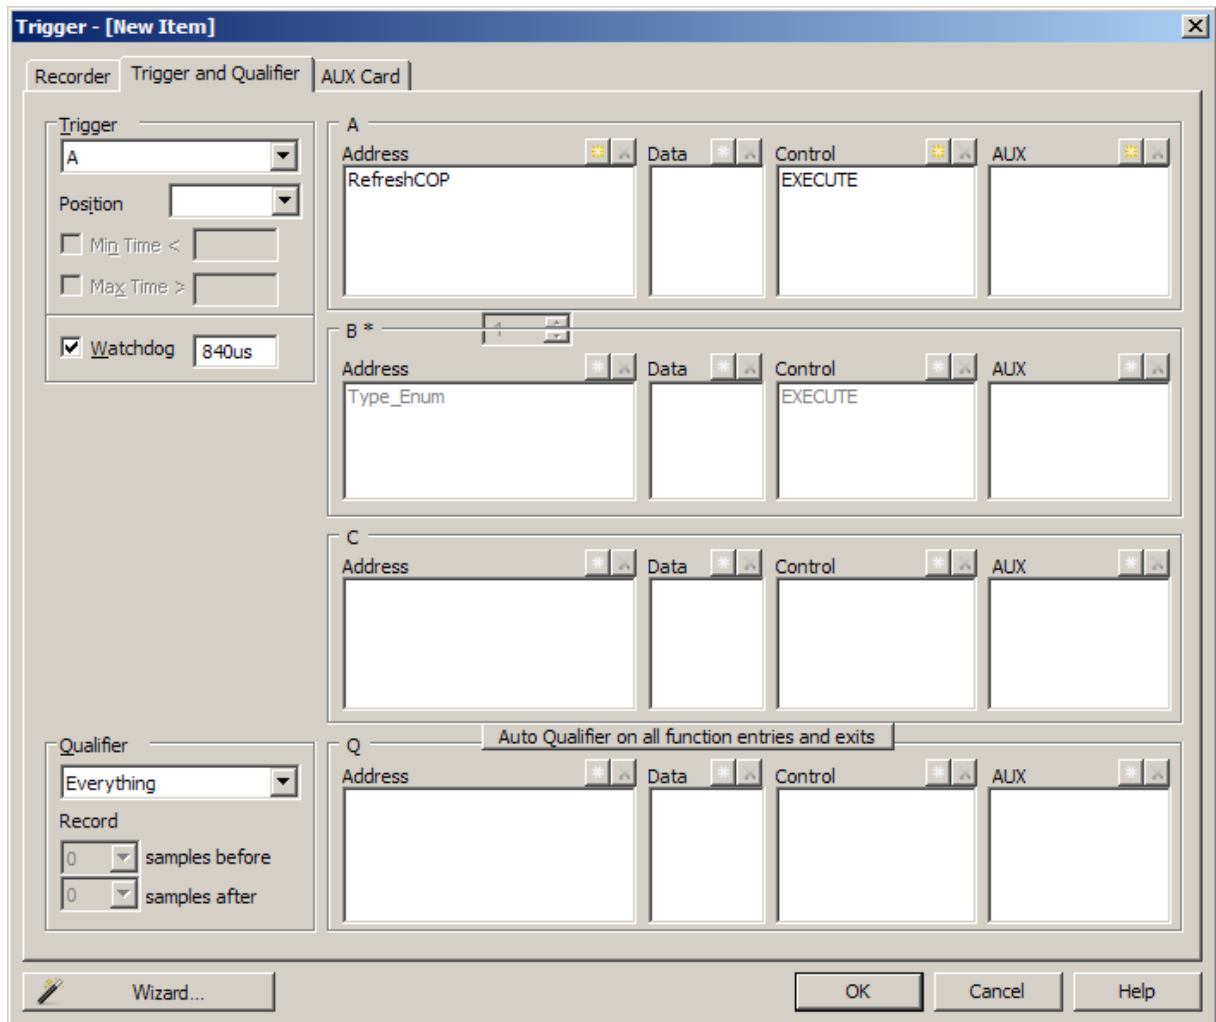 Trigger - [New Item]
Recorder Trigger and Qualifier AUX Card
Trigger
A
Position
Min Time <
Max Time >
Watchdog 840us
A
Address Data Control AUX
RefreshCOP EXECUTE
B * 1
Address Data Control AUX
Type_Enum EXECUTE
C
Address Data Control AUX
Qualifier
Everything
Record
0 samples before
0 samples after
Q Auto Qualifier on all function entries and exits
Address Data Control AUX
Wizard... OK Cancel Help